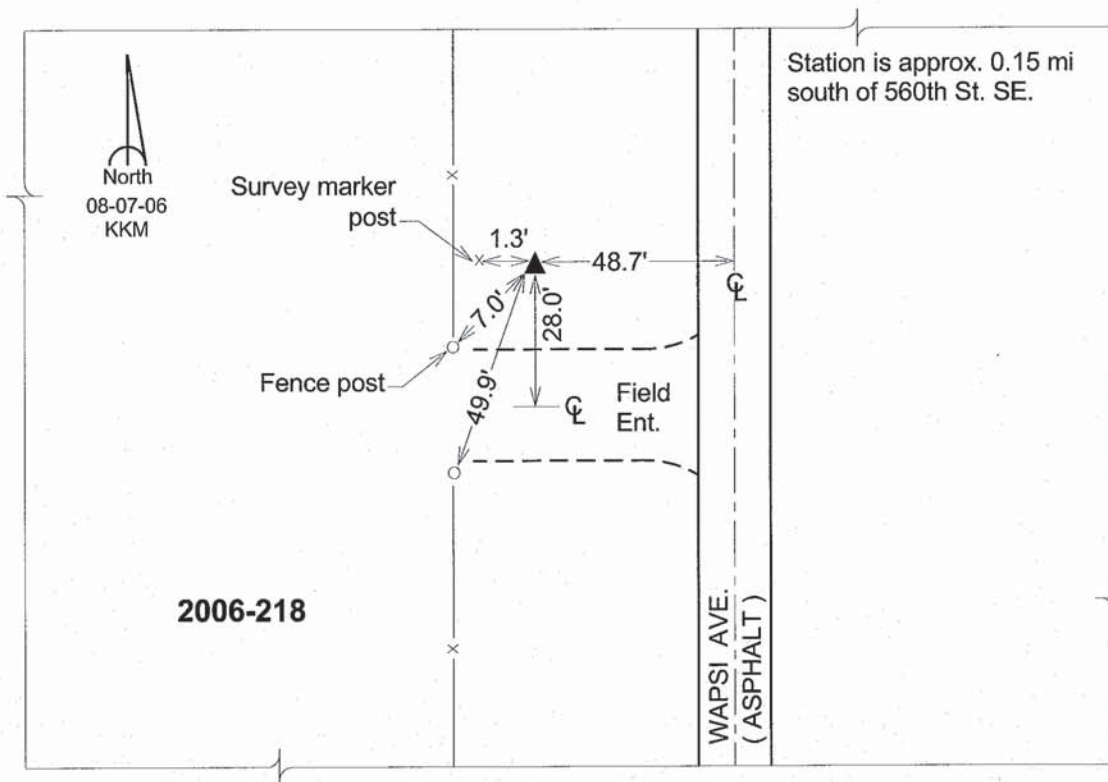 Station is approx. 0.15 mi
south of 560th St. SE.
North
08-07-06
KKM
Survey marker
post
1.3'
48.7'
℄
7.0'
28.0'
Fence post
49.9'
℄
Field
Ent.
2006-218
WAPSI AVE.
( ASPHALT )